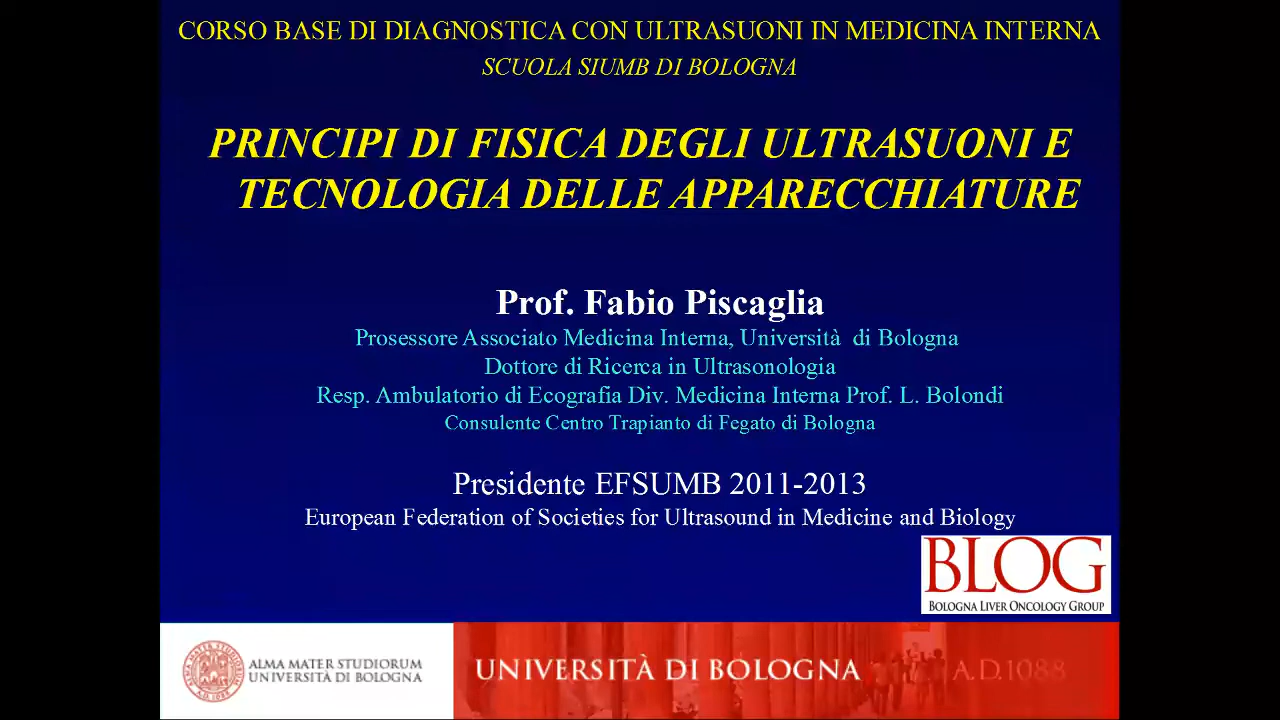 CORSO BASE DI DIAGNOSTICA CON ULTRASUONI IN MEDICINA INTERNA
SCUOLA SIUMB DI BOLOGNA
PRINCIPI DI FISICA DEGLI ULTRASUONI E
TECNOLOGIA DELLE APPARECCHIATURE
Prof. Fabio Piscaglia
Prosessore Associato Medicina Interna, Università di Bologna
Dottore di Ricerca in Ultrasonologia
Resp. Ambulatorio di Ecografia Div. Medicina Interna Prof. L. Bolondi
Consulente Centro Trapianto di Fegato di Bologna
Presidente EFSUMB 2011-2013
European Federation of Societies for Ultrasound in Medicine and Biology
BLOG
BOLOGNA LIVER ONCOLOGY GROUP
ALMA MATER STUDIORUM
UNIVERSITÀ DI BOLOGNA
UNIVERSITÀ DI BOLOGNA
A.D.1088